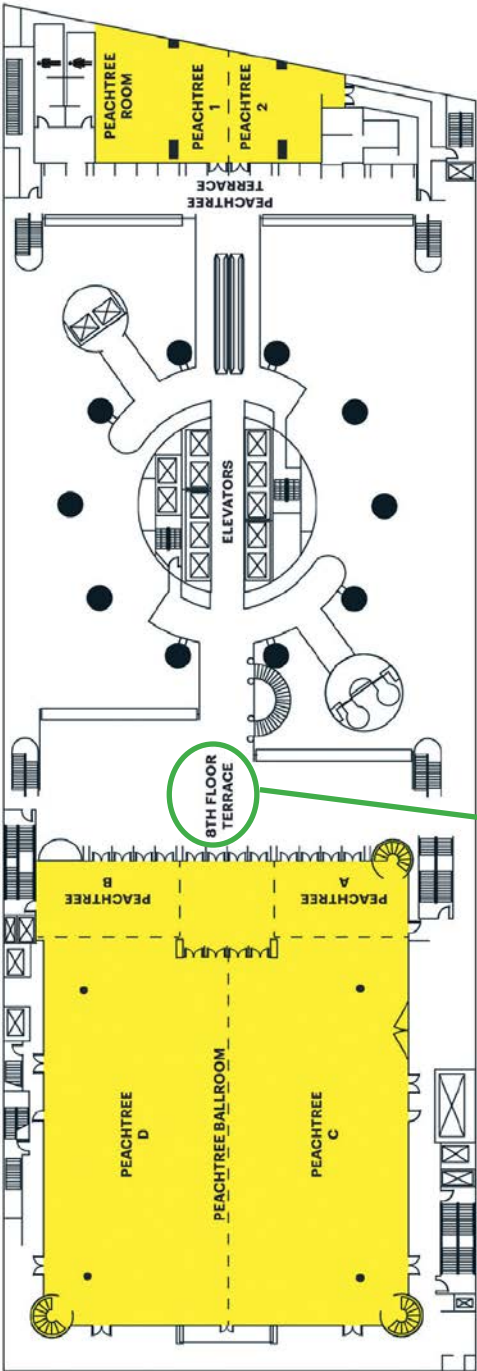 PEACHTREE
ROOM
PEACHTREE
1
PEACHTREE
2
PEACHTREE
TERRACE
ELEVATORS
8TH FLOOR
TERRACE
PEACHTREE
B
PEACHTREE
A
PEACHTREE
D
PEACHTREE BALLROOM
PEACHTREE
C